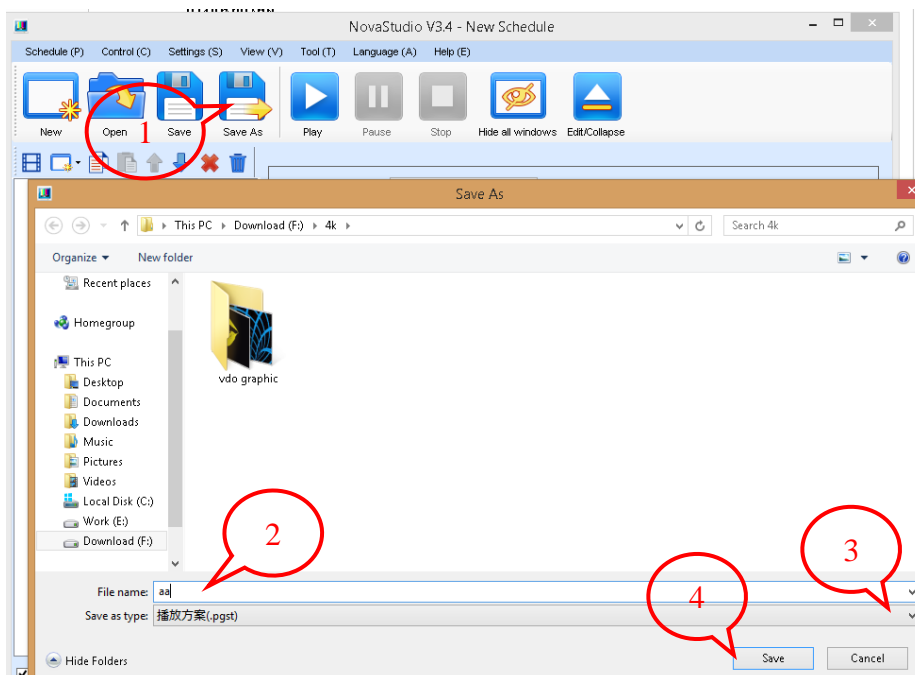 NovaStudio V3.4 - New Schedule
Schedule (P) Control (C) Settings (S) View (V) Tool (T) Language (A) Help (E)
New Open Save Save As Play Pause Stop Hide all windows Edit/Collapse
1
Save As
This PC Download (F:) 4k Search 4k
Organize New folder
Recent places
Homegroup
This PC
Desktop
Documents
Downloads
Music
Pictures
Videos
Local Disk (C:)
Work (E:)
Download (F:)
vdo graphic
2
3
4
File name: aa
Save as type: 播放方案(.pgst)
Hide Folders Save Cancel